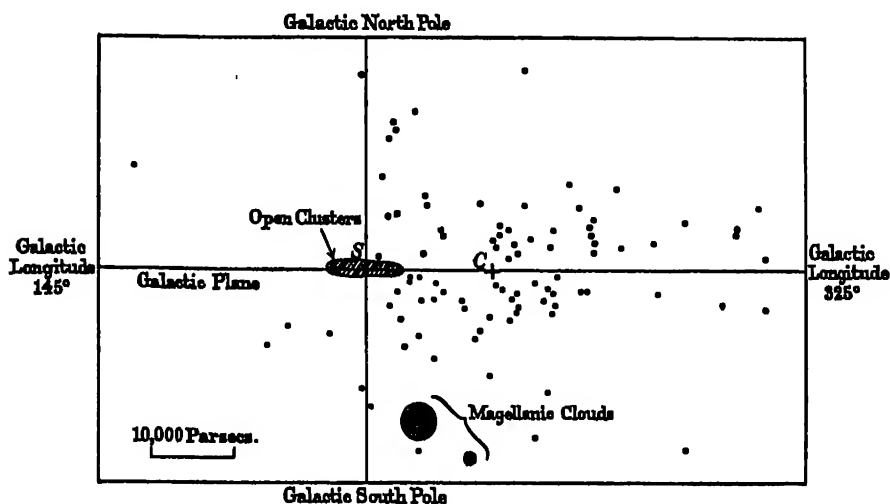 Galactic North Pole
Open Clusters
S
C
Galactic
Longitude
145°
Galactic Plane
Galactic
Longitude
325°
Magellanic Clouds
10,000 Parsecs.
Galactic South Pole